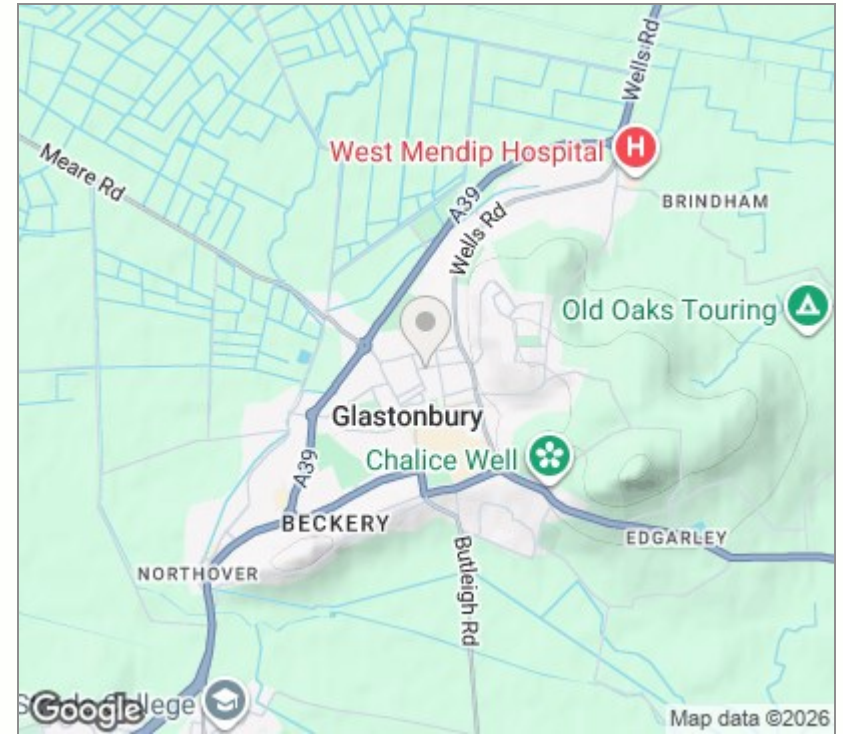 Wells Rd
West Mendip Hospital
H
Meare Rd
BRINDHAM
A39
Wells Rd
Old Oaks Touring
Glastonbury
Chalice Well
A39
BECKERY
EDGARLEY
NORTHOVER
Butleigh Rd
College
Google
Map data ©2026